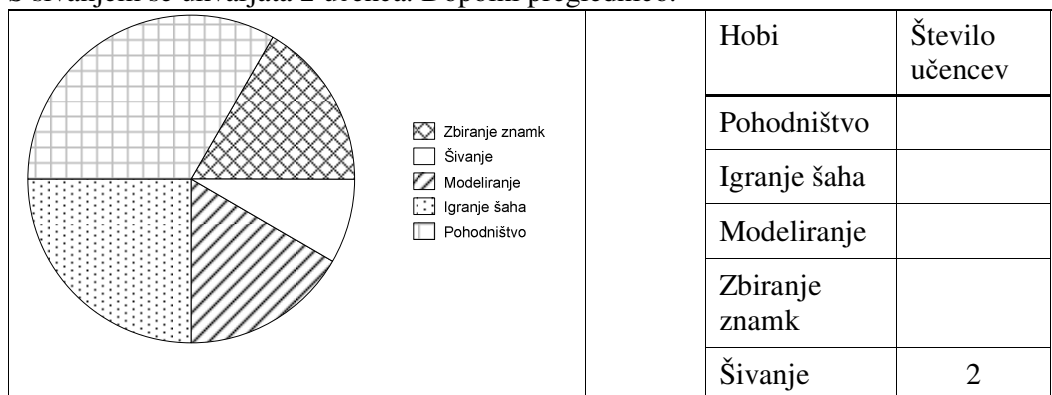 S šivanjem se ukvarjata 2 učenca. Dopolni preglednico.
Zbiranje znamk
Šivanje
Modeliranje
Igranje šaha
Pohodništvo
Hobi
Število
učencev
Pohodništvo
Igranje šaha
Modeliranje
Zbiranje
znamk
Šivanje
2